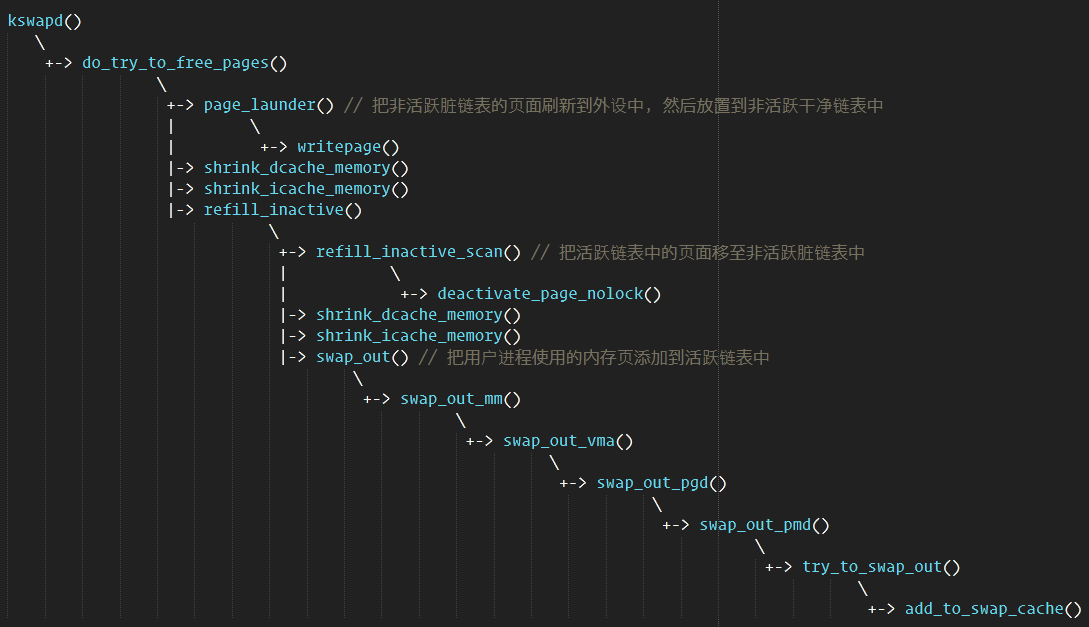 kswapd()
\
+-> do_try_to_free_pages()
\
+-> page_launder() // 把非活跃脏链表的页面刷新到外设中，然后放置到非活跃干净链表中
| \
| +-> writepage()
|-> shrink_dcache_memory()
|-> shrink_icache_memory()
|-> refill_inactive()
\
+-> refill_inactive_scan() // 把活跃链表中的页面移至非活跃脏链表中
| \
| +-> deactivate_page_nolock()
|-> shrink_dcache_memory()
|-> shrink_icache_memory()
|-> swap_out() // 把用户进程使用的内存页添加到活跃链表中
\
+-> swap_out_mm()
\
+-> swap_out_vma()
\
+-> swap_out_pgd()
\
+-> swap_out_pmd()
\
+-> try_to_swap_out()
\
+-> add_to_swap_cache()